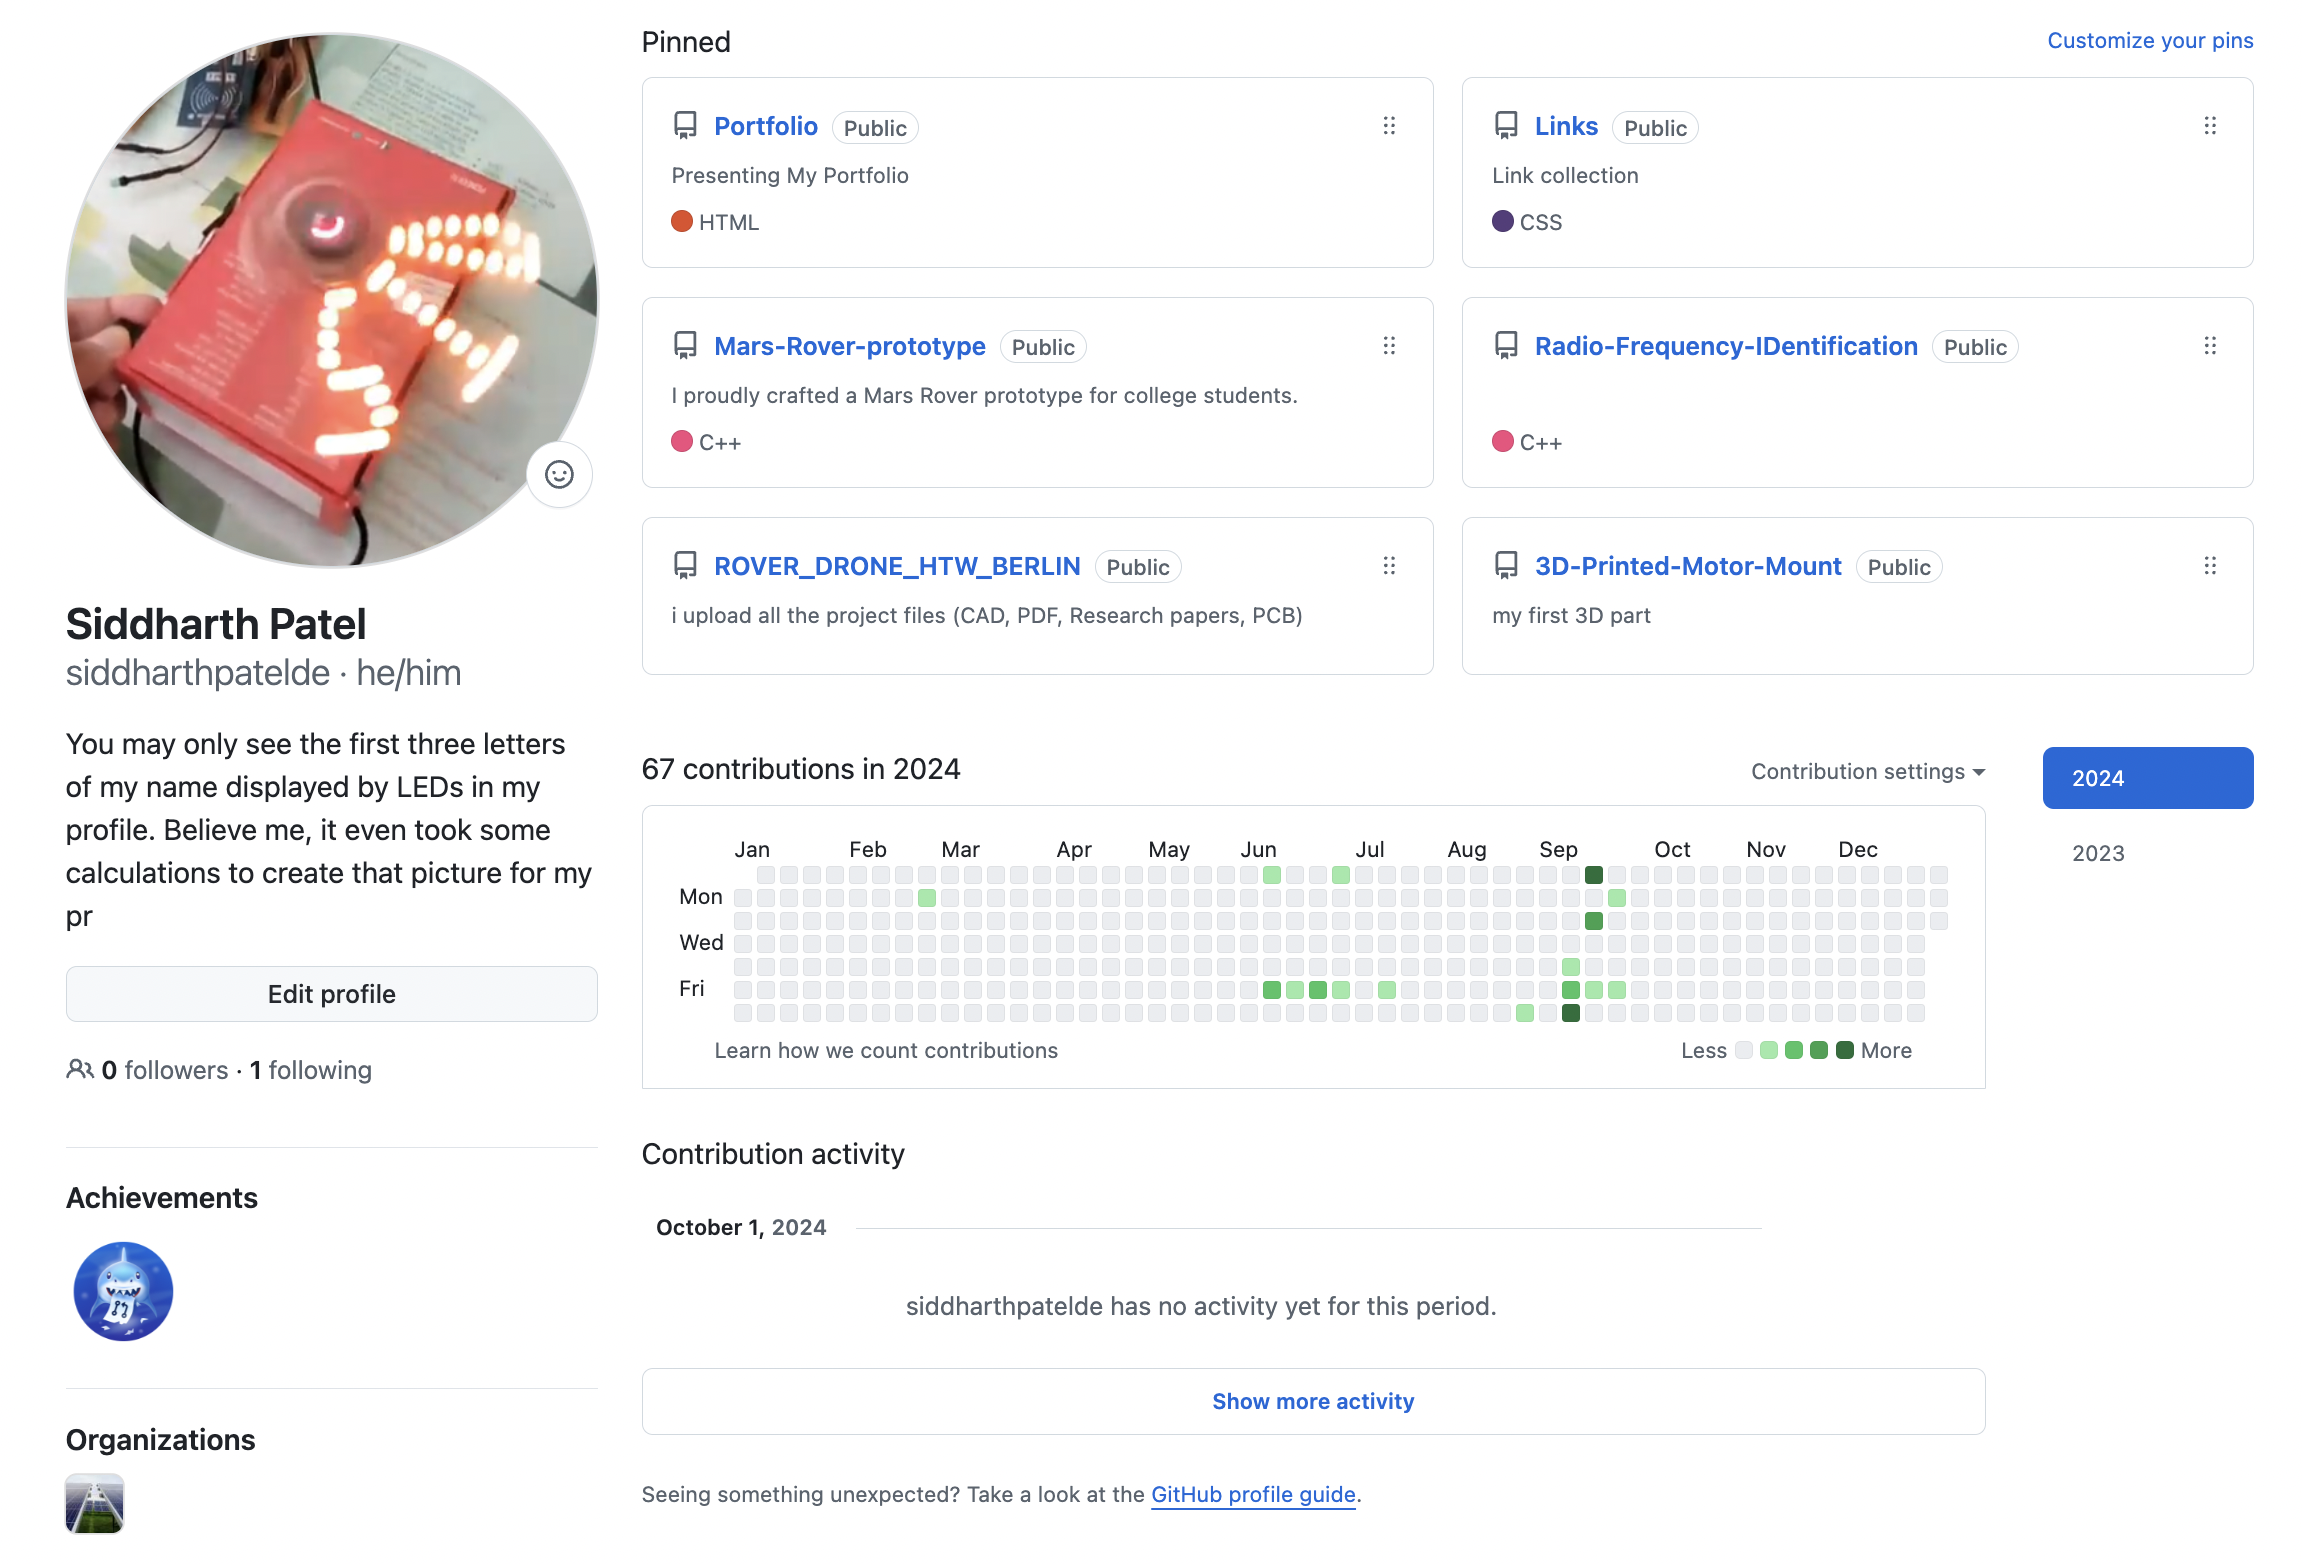 Siddharth Patel
siddharthpatelde · he/him
You may only see the first three letters
of my name displayed by LEDs in my
profile. Believe me, it even took some
calculations to create that picture for my
pr
Edit profile
0 followers · 1 following
Achievements
Organizations
Pinned
Customize your pins
Portfolio Public
Presenting My Portfolio
HTML
Links Public
Link collection
CSS
Mars-Rover-prototype Public
I proudly crafted a Mars Rover prototype for college students.
C++
Radio-Frequency-IDentification Public
C++
ROVER_DRONE_HTW_BERLIN Public
i upload all the project files (CAD, PDF, Research papers, PCB)
3D-Printed-Motor-Mount Public
my first 3D part
67 contributions in 2024
Contribution settings
2024
2023
Jan Feb Mar Apr May Jun Jul Aug Sep Oct Nov Dec
Mon
Wed
Fri
Learn how we count contributions
Less More
Contribution activity
October 1, 2024
siddharthpatelde has no activity yet for this period.
Show more activity
Seeing something unexpected? Take a look at the GitHub profile guide.